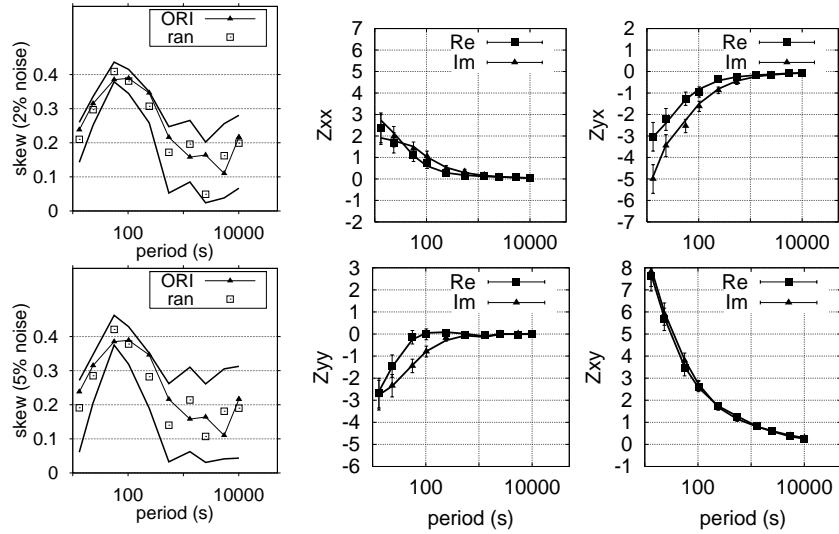 skew (2% noise)
0.4
0.3
0.2
0.1
0
ORI
ran
100
10000
period (s)
Zxx
7
6
5
4
3
2
1
0
-1
-2
Re
Im
100
10000
Zyx
2
1
0
-1
-2
-3
-4
-5
-6
-7
Re
Im
100
10000
skew (5% noise)
0.4
0.3
0.2
0.1
0
ORI
ran
100
10000
period (s)
Zyy
3
2
1
0
-1
-2
-3
-4
-5
-6
Re
Im
100
10000
period (s)
Zxy
8
7
6
5
4
3
2
1
0
-1
Re
Im
100
10000
period (s)